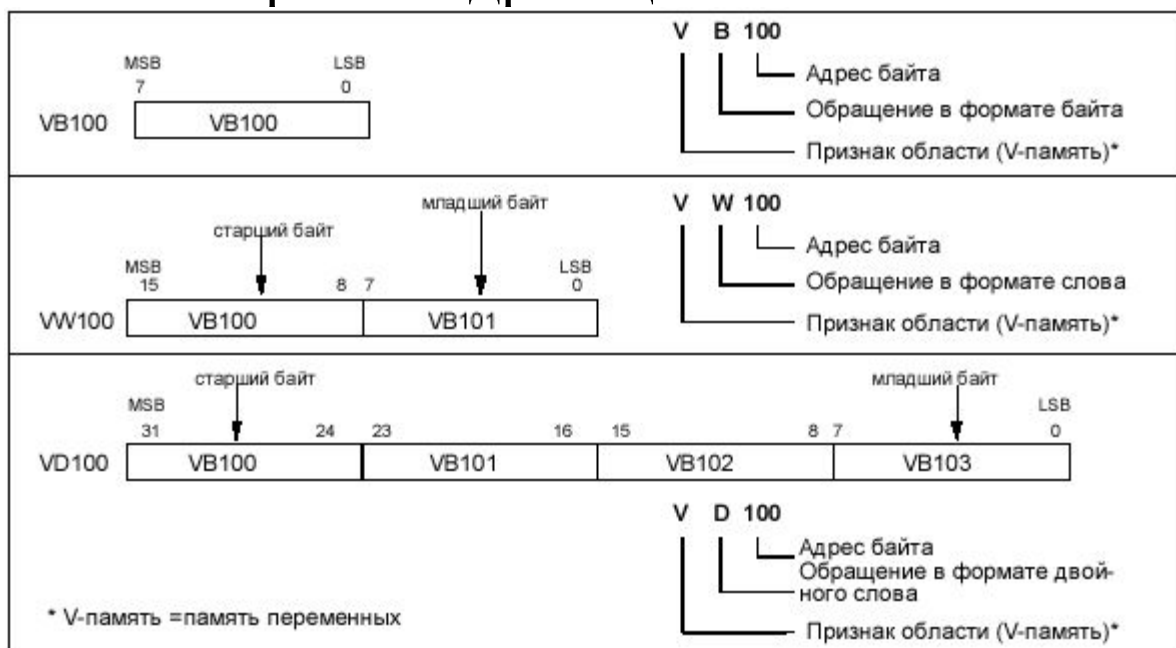 MSB LSB
7 0
VB100 VB100
V B 100
Адрес байта
Обращение в формате байта
Признак области (V-память)*
старший байт младший байт
MSB LSB
15 8 7 0
VW100 VB100 VB101
V W 100
Адрес байта
Обращение в формате слова
Признак области (V-память)*
старший байт младший байт
MSB LSB
31 24 23 16 15 8 7 0
VD100 VB100 VB101 VB102 VB103
V D 100
Адрес байта
Обращение в формате двой-
ного слова
Признак области (V-память)*
* V-память =память переменных